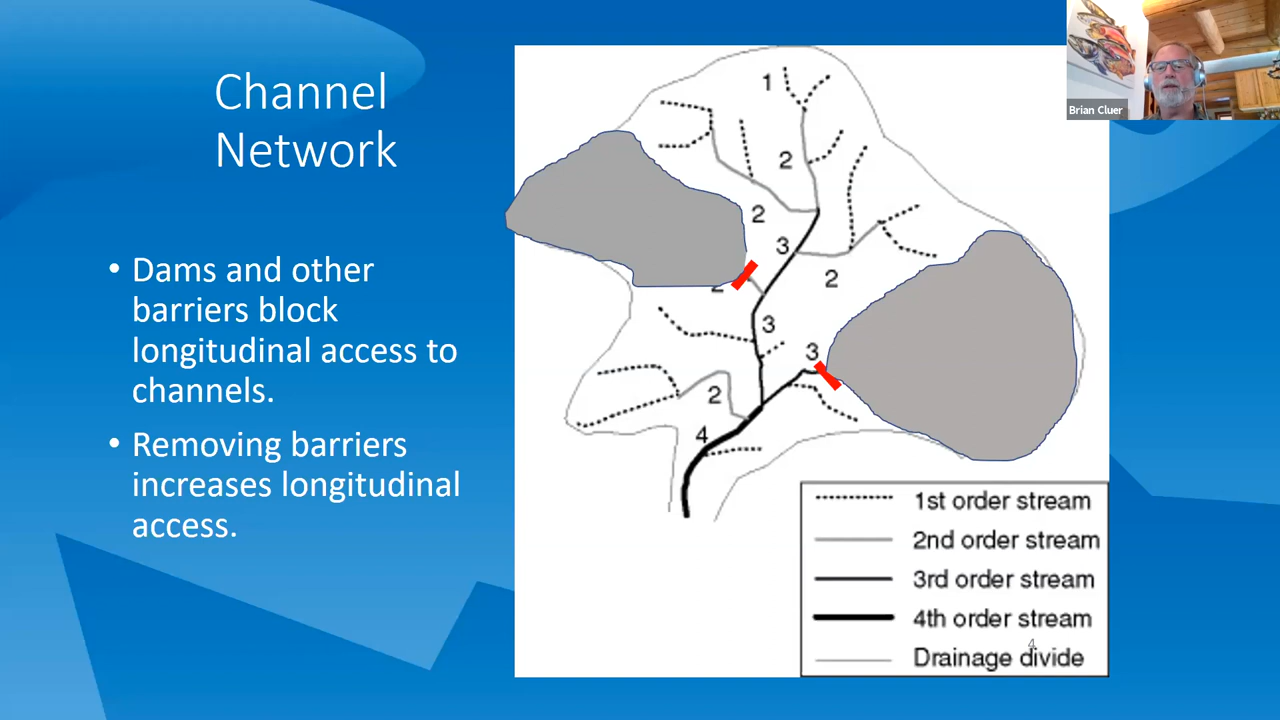 Channel
Network
• Dams and other
barriers block
longitudinal access to
channels.
• Removing barriers
increases longitudinal
access.
Brian Cluer
1
2
2
3
2
2
3
3
2
4
1st order stream
2nd order stream
3rd order stream
4th order stream
4
Drainage divide